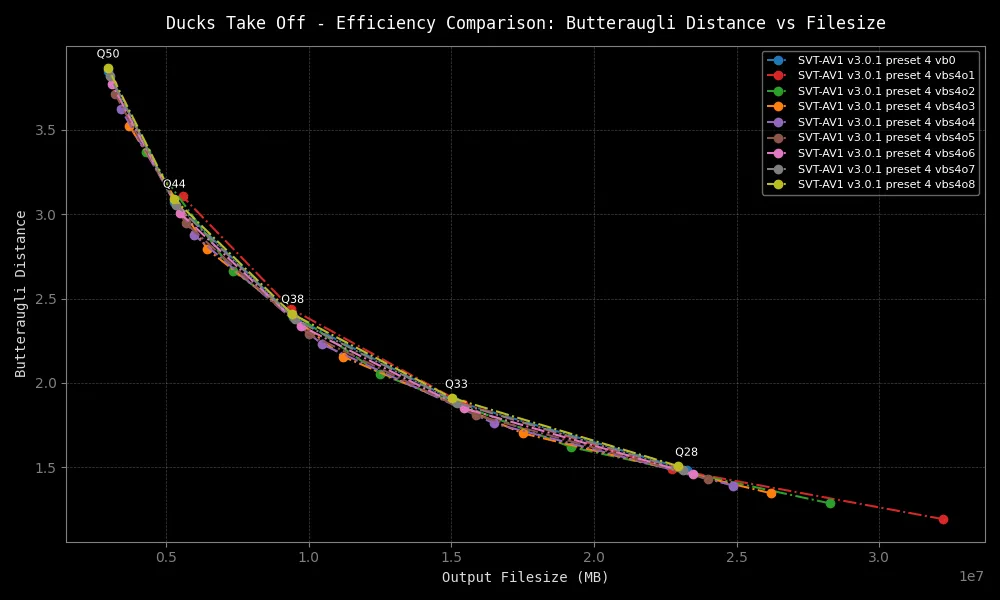 Ducks Take Off - Efficiency Comparison: Butteraugli Distance vs Filesize
Q50
SVT-AV1 v3.0.1 preset 4 vb0
SVT-AV1 v3.0.1 preset 4 vbs4o1
SVT-AV1 v3.0.1 preset 4 vbs4o2
SVT-AV1 v3.0.1 preset 4 vbs4o3
SVT-AV1 v3.0.1 preset 4 vbs4o4
SVT-AV1 v3.0.1 preset 4 vbs4o5
SVT-AV1 v3.0.1 preset 4 vbs4o6
SVT-AV1 v3.0.1 preset 4 vbs4o7
SVT-AV1 v3.0.1 preset 4 vbs4o8
3.5
Q44
3.0
2.5
Q38
2.0
Q33
1.5
Q28
Butteraugli Distance
0.5
1.0
1.5
2.0
2.5
3.0
1e7
Output Filesize (MB)